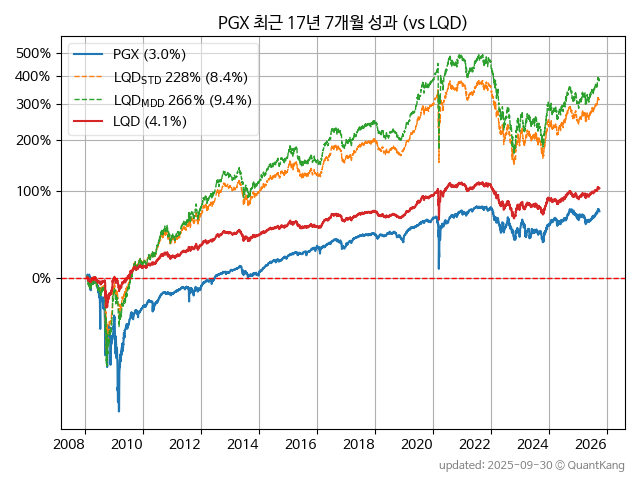 PGX 최근 17년 7개월 성과 (vs LQD)
PGX (3.0%)
LQD_STD 228% (8.4%)
LQD_MDD 266% (9.4%)
LQD (4.1%)
500%
400%
300%
200%
100%
0%
2008 2010 2012 2014 2016 2018 2020 2022 2024 2026
updated: 2025-09-30 © QuantKang